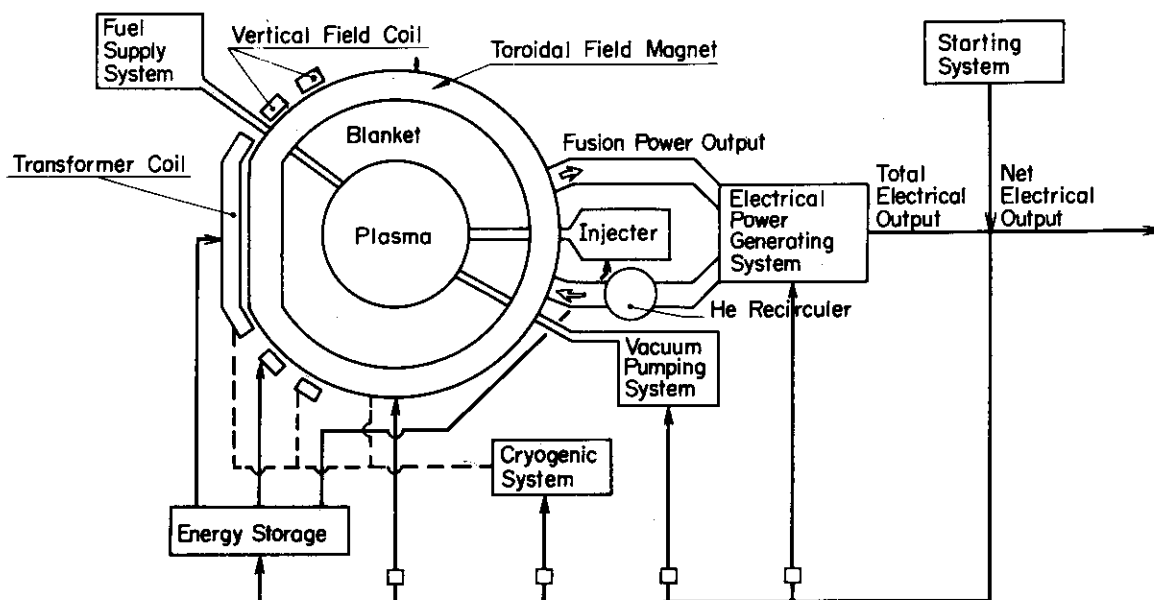 Fuel
Supply
System
Vertical Field Coil
Toroidal Field Magnet
Starting
System
Blanket
Fusion Power Output
Transformer Coil
Total
Electrical
Output
Net
Electrical
Output
Plasma
Injecter
Electrical
Power
Generating
System
He Recirculer
Vacuum
Pumping
System
Cryogenic
System
Energy Storage